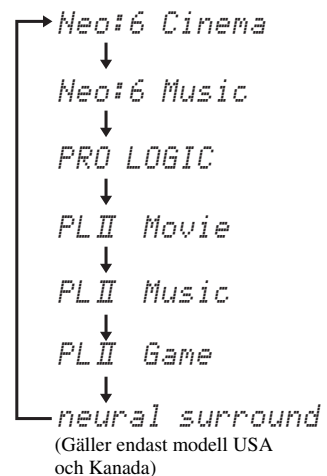 Neo:6 Cinema
Neo:6 Music
PRO LOGIC
PLⅡ Movie
PLⅡ Music
PLⅡ Game
neural surround
(Gäller endast modell USA
och Kanada)